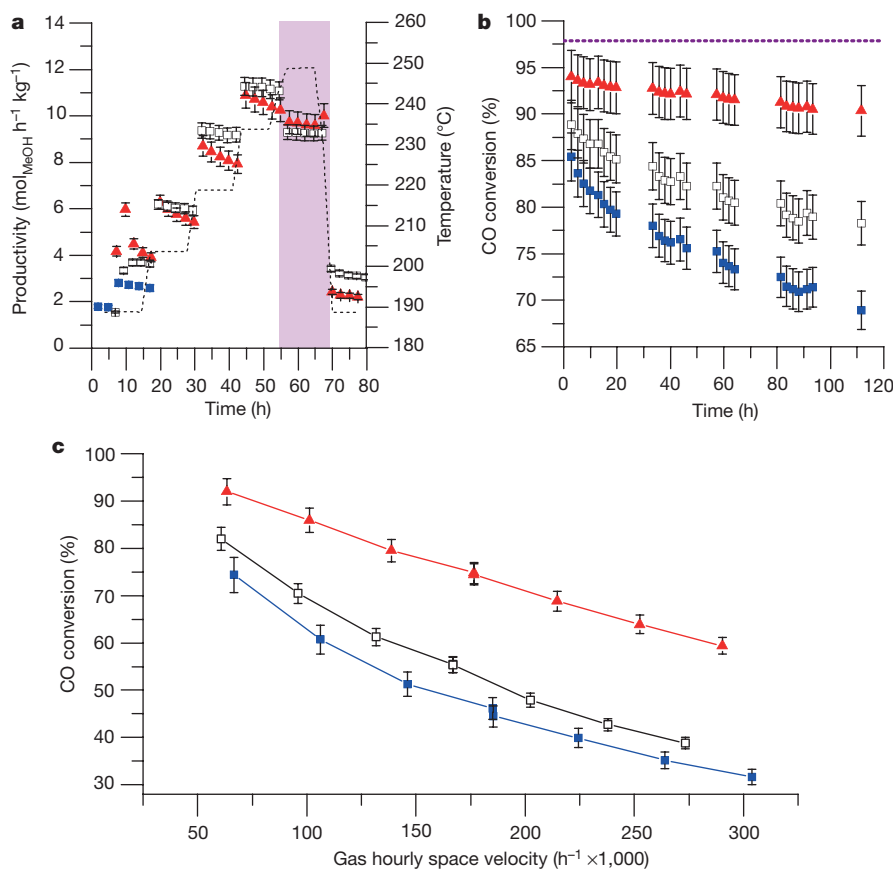 a
Productivity (molMeOH h–1 kg–1)
14
12
10
8
6
4
2
0
260
250
240
230
220
210
200
190
180
Temperature (°C)
0 10 20 30 40 50 60 70 80
Time (h)
b
CO conversion (%)
100
95
90
85
80
75
70
65
0 20 40 60 80 100 120
Time (h)
c
CO conversion (%)
100
90
80
70
60
50
40
30
50 100 150 200 250 300
Gas hourly space velocity (h–1 ×1,000)